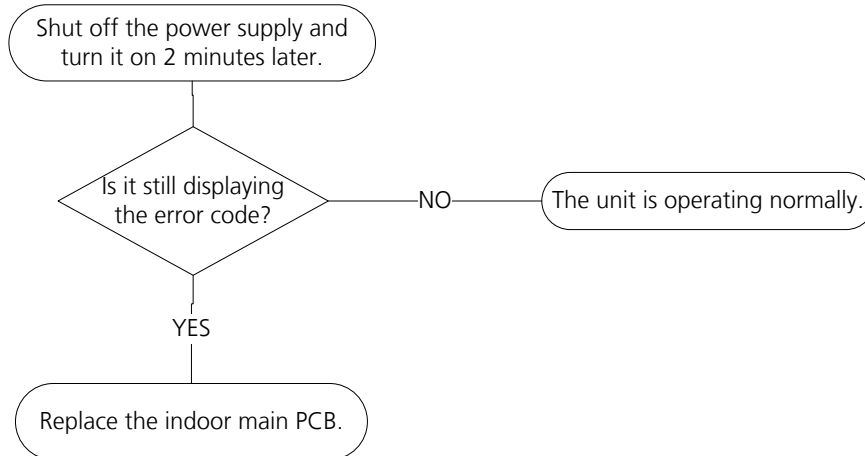 Shut off the power supply and
turn it on 2 minutes later.
Is it still displaying
the error code?
NO
The unit is operating normally.
YES
Replace the indoor main PCB.